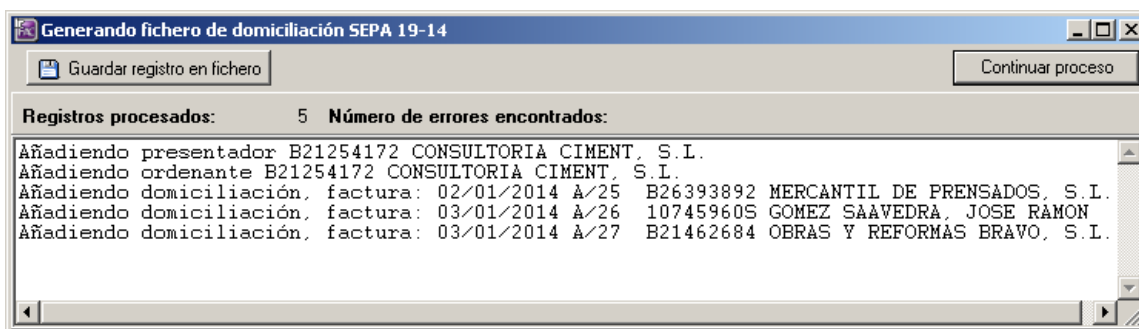 Generando fichero de domiciliación SEPA 19-14
Guardar registro en fichero
Continuar proceso
Registros procesados: 5 Número de errores encontrados:
Añadiendo presentador B21254172 CONSULTORIA CIMENT, S.L.
Añadiendo ordenante B21254172 CONSULTORIA CIMENT, S.L.
Añadiendo domiciliación, factura: 02/01/2014 A/25 B26393892 MERCANTIL DE PRENSADOS, S.L.
Añadiendo domiciliación, factura: 03/01/2014 A/26 10745960S GOMEZ SAAVEDRA, JOSE RAMON
Añadiendo domiciliación, factura: 03/01/2014 A/27 B21462684 OBRAS Y REFORMAS BRAVO, S.L.